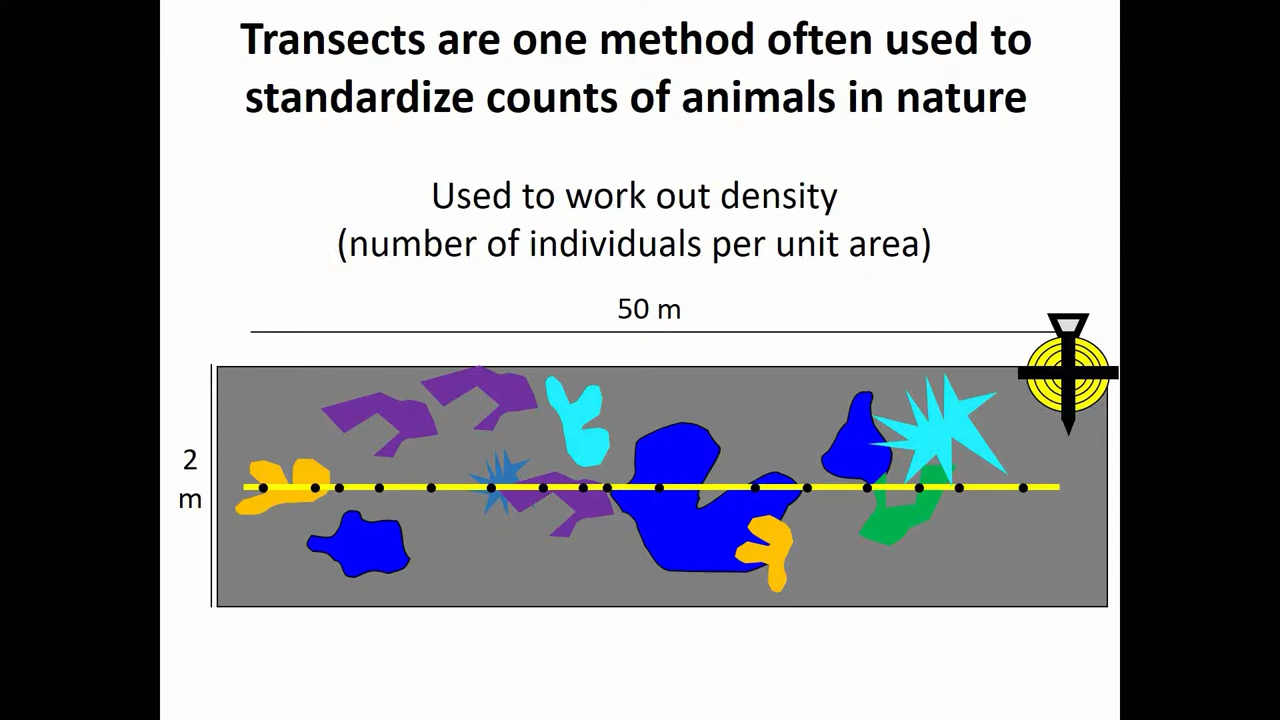 Transects are one method often used to
standardize counts of animals in nature
Used to work out density
(number of individuals per unit area)
50 m
2
m